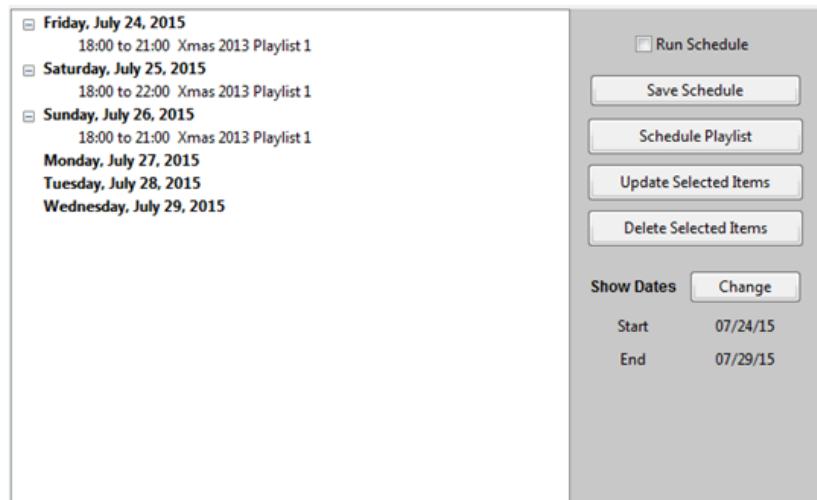 Friday, July 24, 2015
18:00 to 21:00 Xmas 2013 Playlist 1
Saturday, July 25, 2015
18:00 to 22:00 Xmas 2013 Playlist 1
Sunday, July 26, 2015
18:00 to 21:00 Xmas 2013 Playlist 1
Monday, July 27, 2015
Tuesday, July 28, 2015
Wednesday, July 29, 2015
Run Schedule
Save Schedule
Schedule Playlist
Update Selected Items
Delete Selected Items
Show Dates Change
Start 07/24/15
End 07/29/15